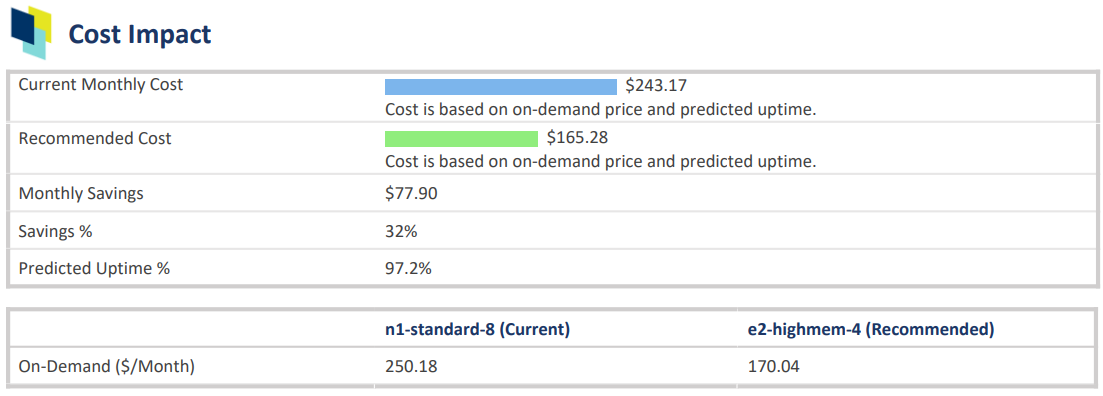 Cost Impact
Current Monthly Cost $243.17
Cost is based on on-demand price and predicted uptime.
Recommended Cost $165.28
Cost is based on on-demand price and predicted uptime.
Monthly Savings $77.90
Savings % 32%
Predicted Uptime % 97.2%
n1-standard-8 (Current) e2-highmem-4 (Recommended)
On-Demand ($/Month) 250.18 170.04